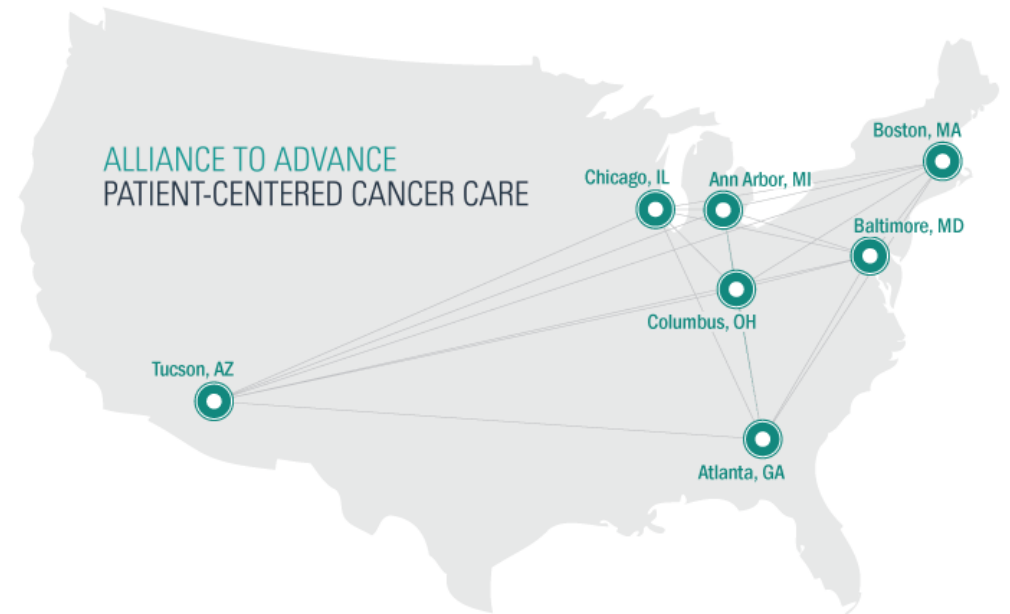 ALLIANCE TO ADVANCE
PATIENT-CENTERED CANCER CARE
Boston, MA
Chicago, IL
Ann Arbor, MI
Baltimore, MD
Columbus, OH
Tucson, AZ
Atlanta, GA